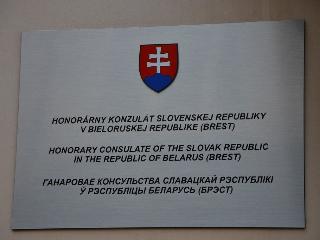 HONORÁRNY KONZULÁT SLOVENSKEJ REPUBLIKY
V BIELORUSKEJ REPUBLIKE (BREST)
HONORARY CONSULATE OF THE SLOVAK REPUBLIC
IN THE REPUBLIC OF BELARUS (BREST)
ГАНАРОВАЕ КОНСУЛЬСТВА СЛАВАЦКАЙ РЭСПУБЛІКІ
Ў РЭСПУБЛІЦЫ БЕЛАРУСЬ (БРЭСТ)